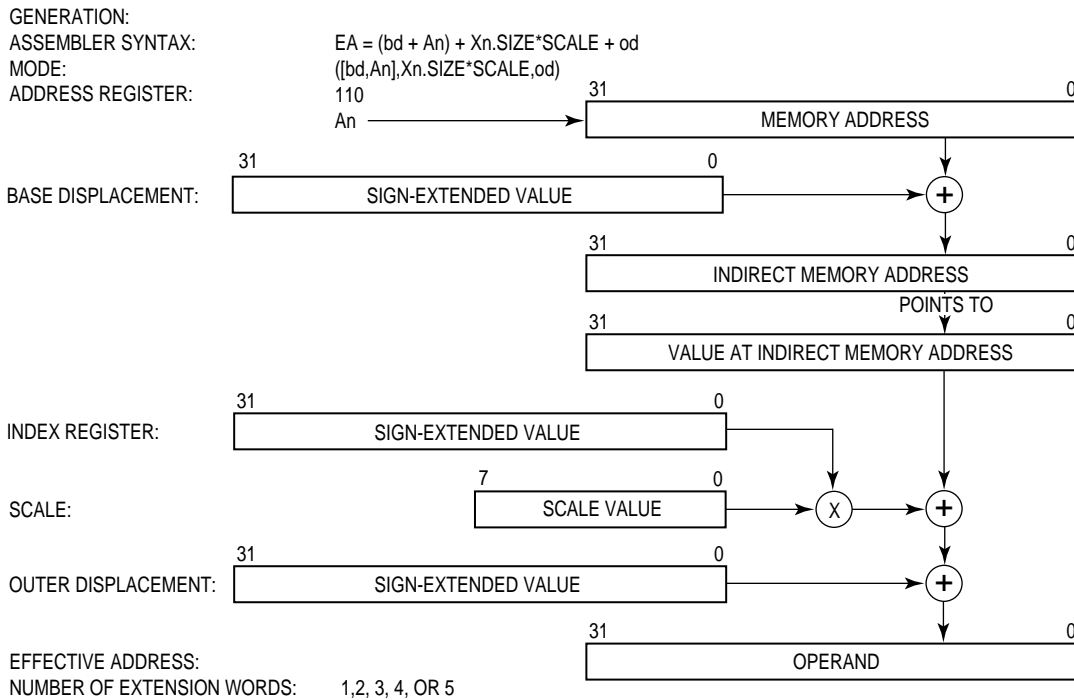 GENERATION:
ASSEMBLER SYNTAX: EA = (bd + An) + Xn.SIZE*SCALE + od
MODE: ([bd,An],Xn.SIZE*SCALE,od)
ADDRESS REGISTER: 110
31 0
An MEMORY ADDRESS
31 0
BASE DISPLACEMENT: SIGN-EXTENDED VALUE +
31 0
INDIRECT MEMORY ADDRESS
POINTS TO
31 0
VALUE AT INDIRECT MEMORY ADDRESS
31 0
INDEX REGISTER: SIGN-EXTENDED VALUE
7 0
SCALE: SCALE VALUE X +
31 0
OUTER DISPLACEMENT: SIGN-EXTENDED VALUE +
31 0
EFFECTIVE ADDRESS: OPERAND
NUMBER OF EXTENSION WORDS: 1,2, 3, 4, OR 5